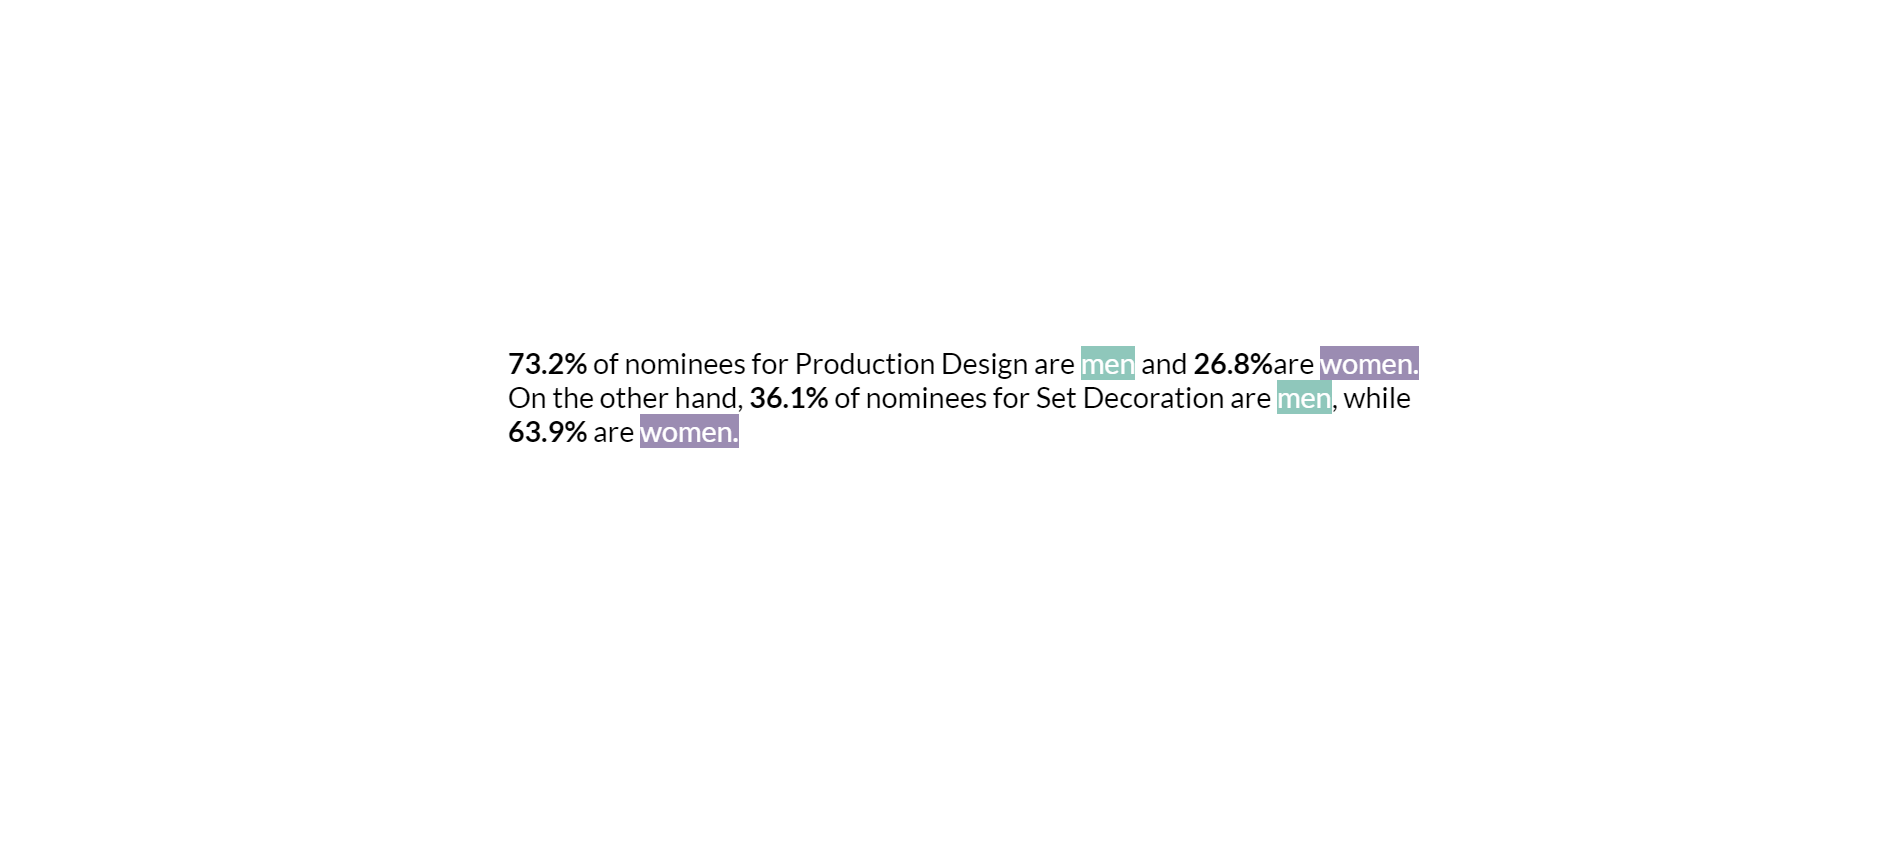 73.2% of nominees for Production Design are men and 26.8%are women.
On the other hand, 36.1% of nominees for Set Decoration are men, while
63.9% are women.